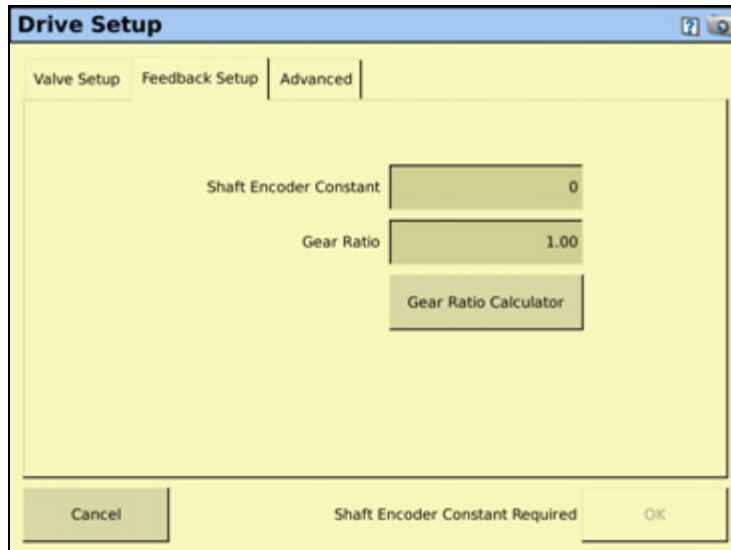 Drive Setup
?
Valve Setup Feedback Setup Advanced
Shaft Encoder Constant 0
Gear Ratio 1.00
Gear Ratio Calculator
Cancel Shaft Encoder Constant Required OK